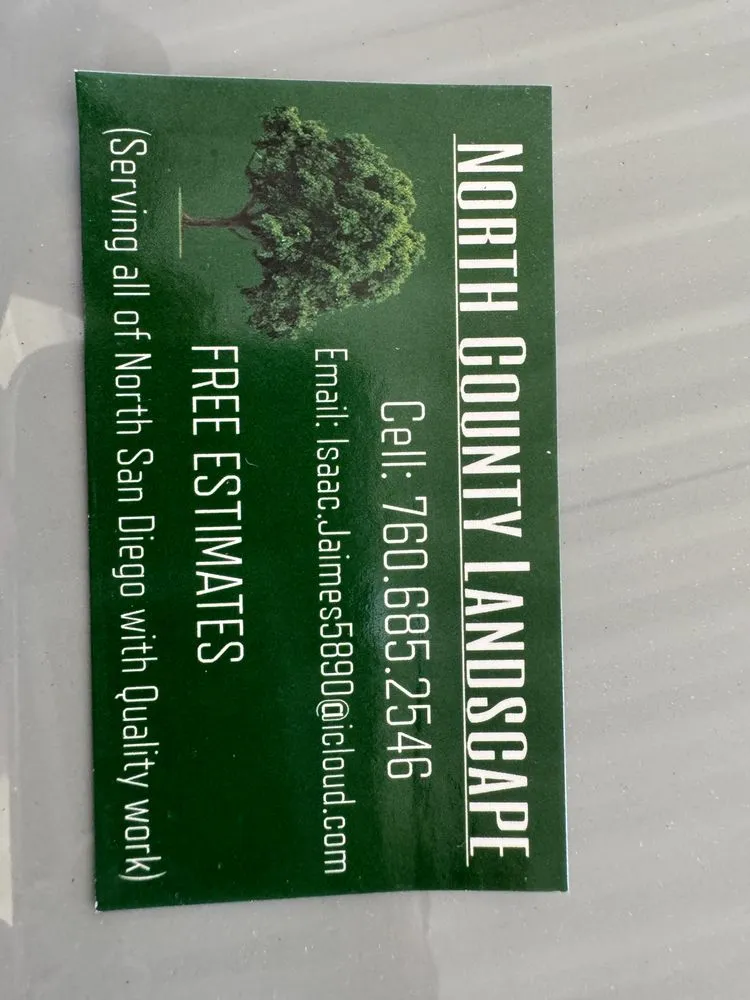 NORTH COUNTY LANDSCAPE
Cell: 760.685.2546
Email: Isaac.Jaimes5890@icloud.com
FREE ESTIMATES
(Serving all of North San Diego with Quality work)